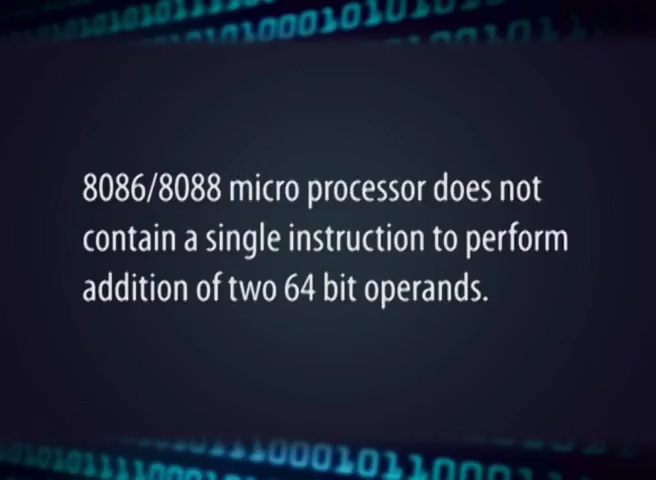 8086/8088 micro processor does not
contain a single instruction to perform
addition of two 64 bit operands.